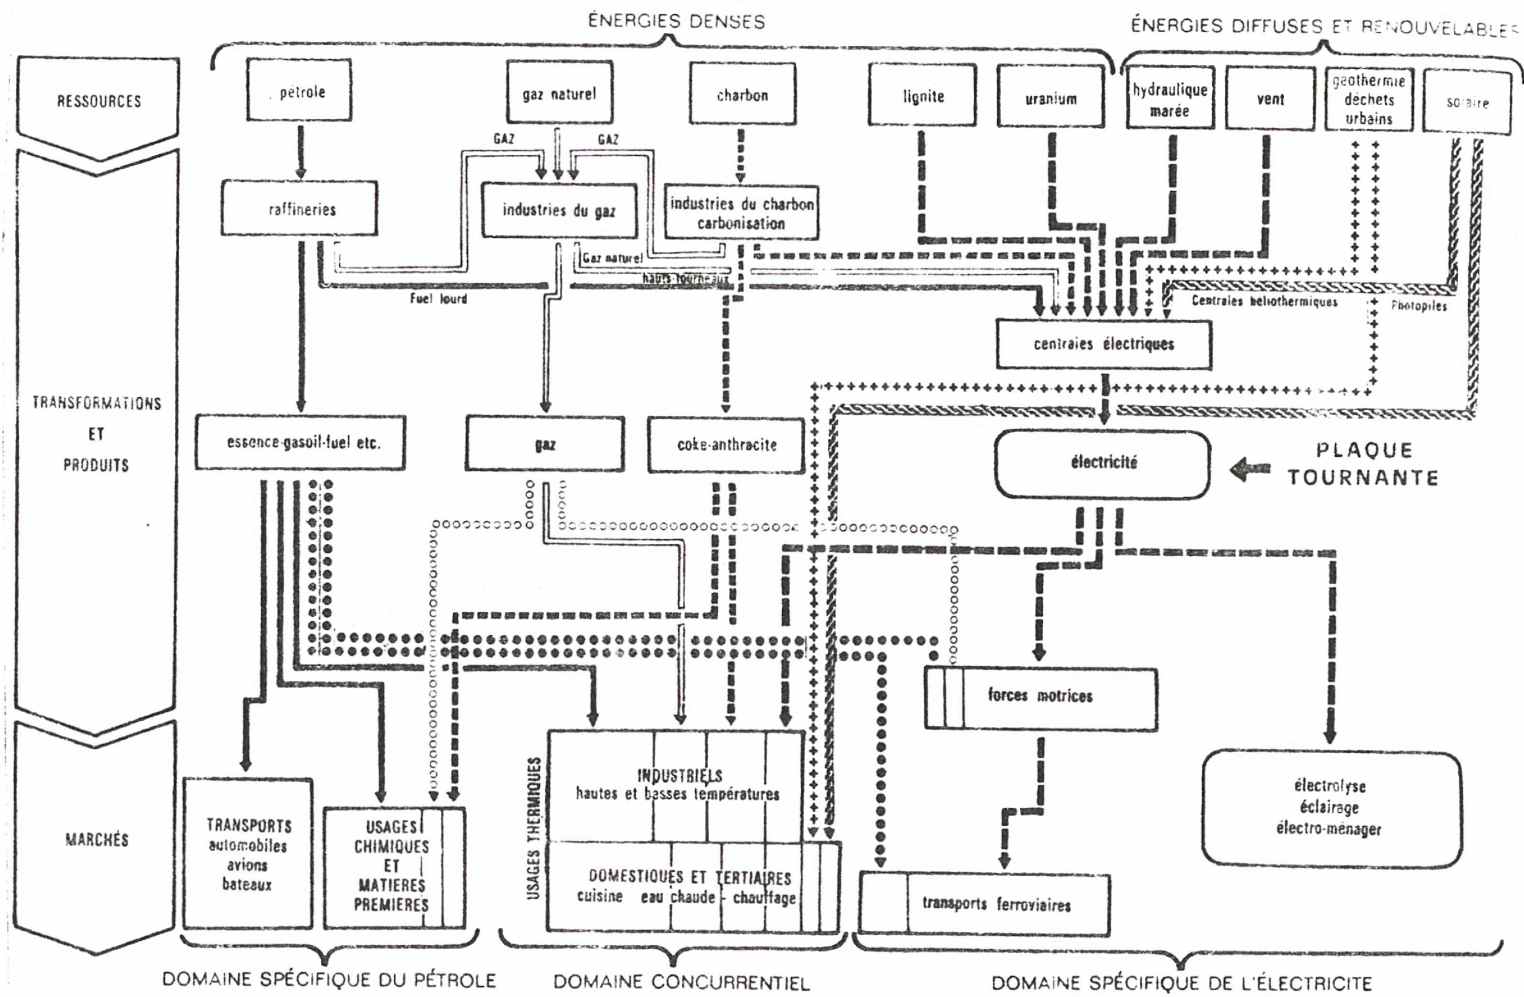 ÉNERGIES DENSES
ÉNERGIES DIFFUSES ET RENOUVELABLES
RESSOURCES
pétrole
gaz naturel
charbon
lignite
uranium
hydraulique
marée
vent
géothermie
déchets
urbains
solaire
GAZ
GAZ
raffineries
industries du gaz
industries du charbon
carbonisation
Gaz naturel
hauts-fourneaux
Fuel lourd
Centrales héliothermiques
Photopiles
centrales électriques
TRANSFORMATIONS
ET
PRODUITS
essence-gasoil-fuel etc.
gaz
coke-anthracite
électricité
PLAQUE
TOURNANTE
forces motrices
MARCHÉS
TRANSPORTS
automobiles
avions
bateaux
USAGES
CHIMIQUES
ET
MATIERES
PREMIERES
USAGES THERMIQUES
INDUSTRIELS
hautes et basses températures
DOMESTIQUES ET TERTIAIRES
cuisine eau chaude - chauffage
transports ferroviaires
électrolyse
éclairage
électro-ménager
DOMAINE SPÉCIFIQUE DU PÉTROLE
DOMAINE CONCURRENTIEL
DOMAINE SPÉCIFIQUE DE L'ÉLECTRICITE